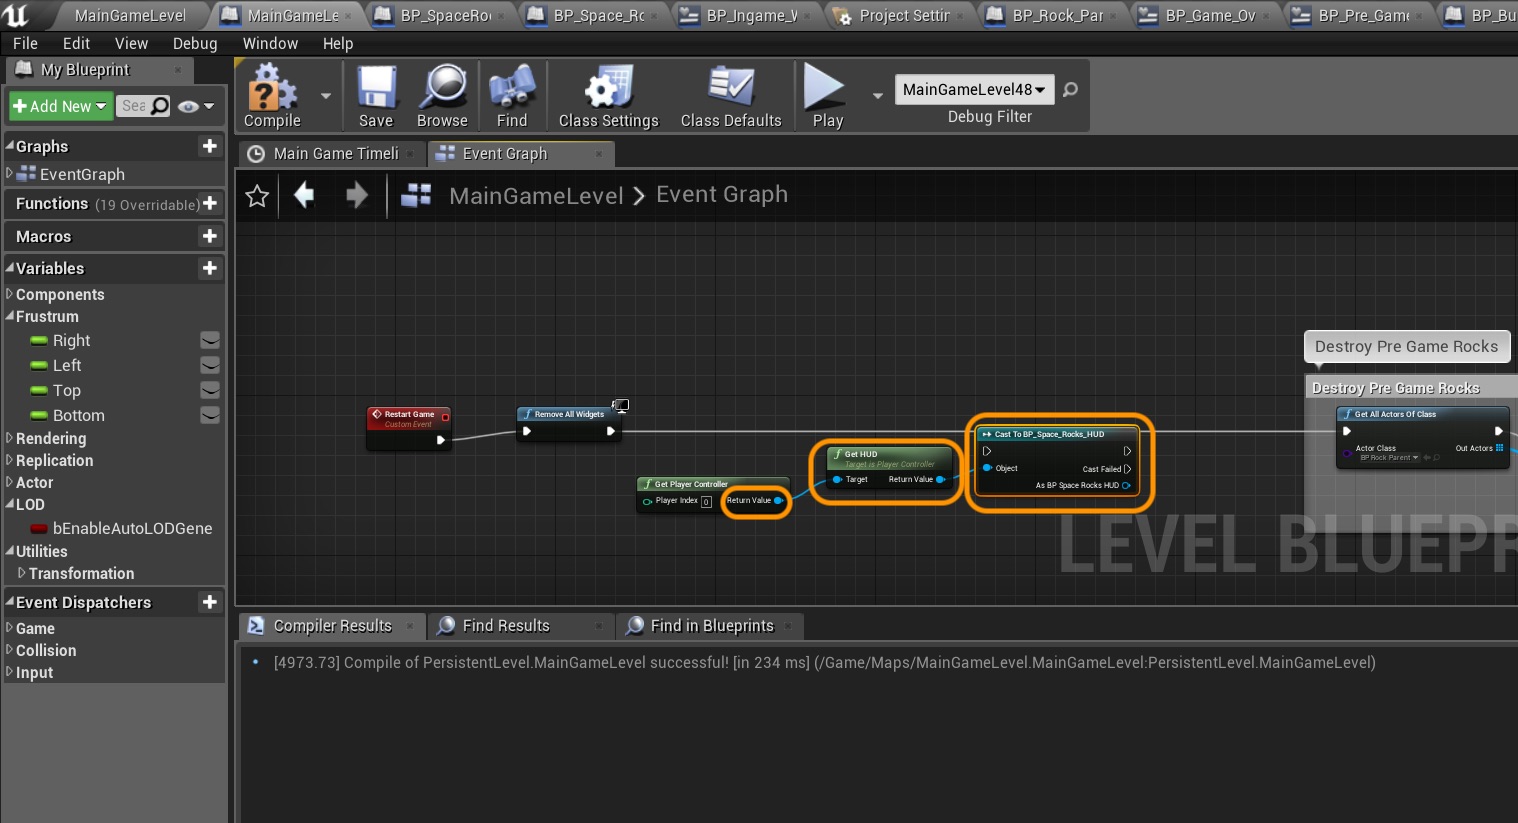 MainGameLevel
MainGameLe
BP_SpaceRo
BP_Space_Ro
BP_Ingame_W
Project Settin
BP_Rock_Par
BP_Game_Ov
BP_Pre_Game
BP_Bu
File Edit View Debug Window Help
My Blueprint
Add New
Sea
Compile
Save
Browse
Find
Class Settings
Class Defaults
Play
MainGameLevel48
Debug Filter
Graphs
EventGraph
Functions (19 Overridable)
Macros
Variables
Components
Frustrum
Right
Left
Top
Bottom
Rendering
Replication
Actor
LOD
bEnableAutoLODGene
Utilities
Transformation
Event Dispatchers
Game
Collision
Input
Main Game Timeli
Event Graph
MainGameLevel > Event Graph
Restart Game
Custom Event
Remove All Widgets
Get Player Controller
Player Index 0
Return Value
Get HUD
Target is Player Controller
Target Return Value
Cast To BP_Space_Rocks_HUD
Object
Cast Failed
As BP Space Rocks HUD
Destroy Pre Game Rocks
Destroy Pre Game Rocks
Get All Actors Of Class
Actor Class
BP Rock Parent
Out Actors
LEVEL BLUEPR
Compiler Results
Find Results
Find in Blueprints
[4973.73] Compile of PersistentLevel.MainGameLevel successful! [in 234 ms] (/Game/Maps/MainGameLevel.MainGameLevel:PersistentLevel.MainGameLevel)